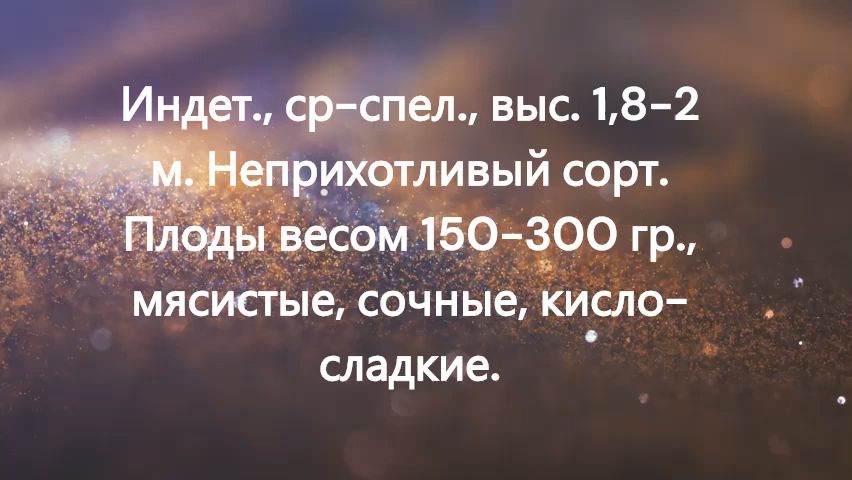 Индет., ср-спел., выс. 1,8-2
м. Неприхотливый сорт.
Плоды весом 150-300 гр.,
мясистые, сочные, кисло-
сладкие.